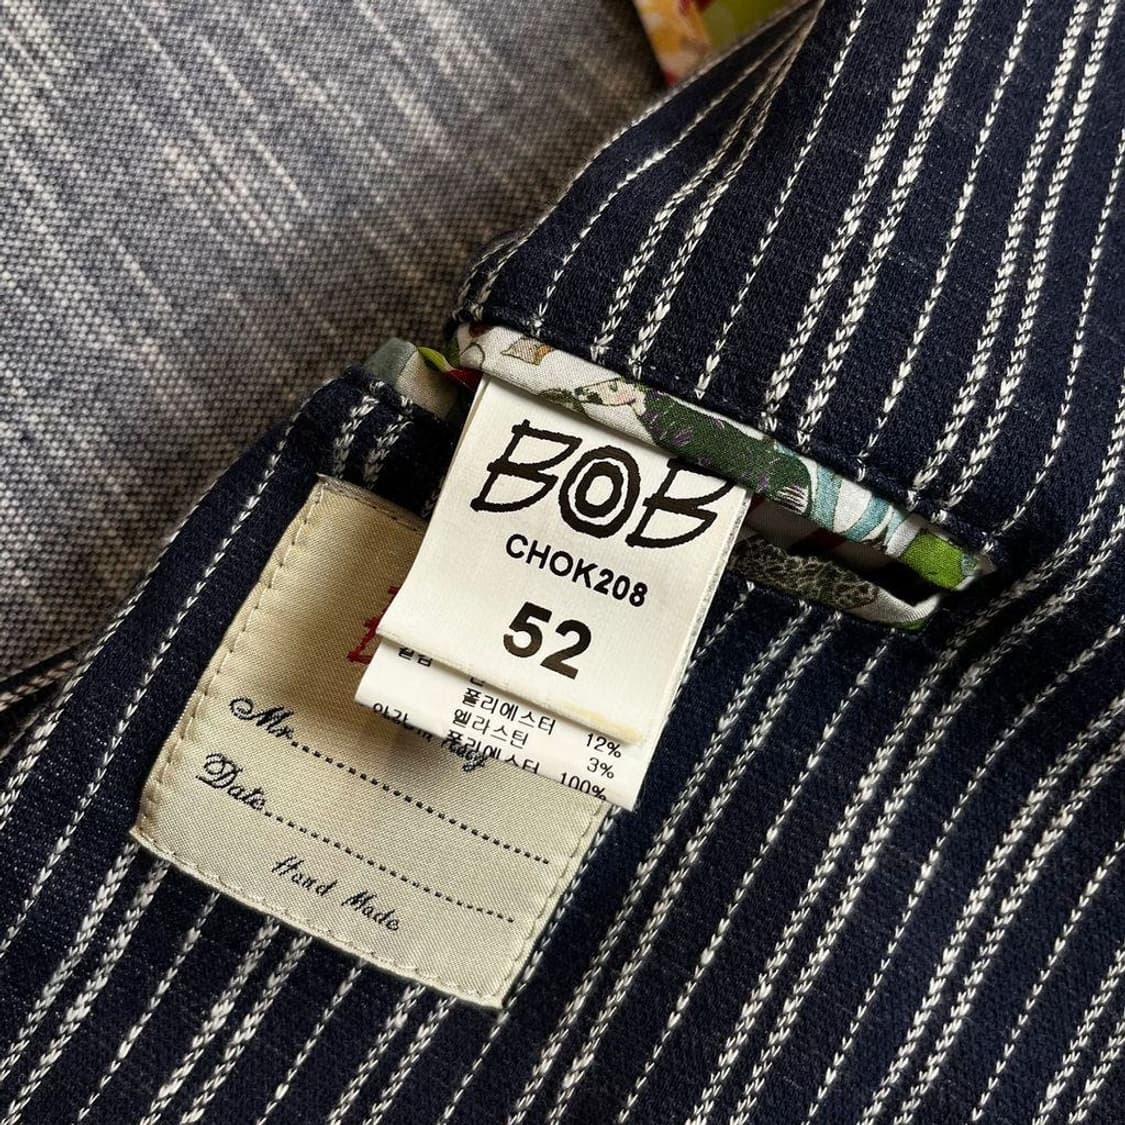 BOB
CHOK208
52
폴리에스터 12%
엘라스틴 3%
폴리에스터 100%
Mr.
Date
Hand Made